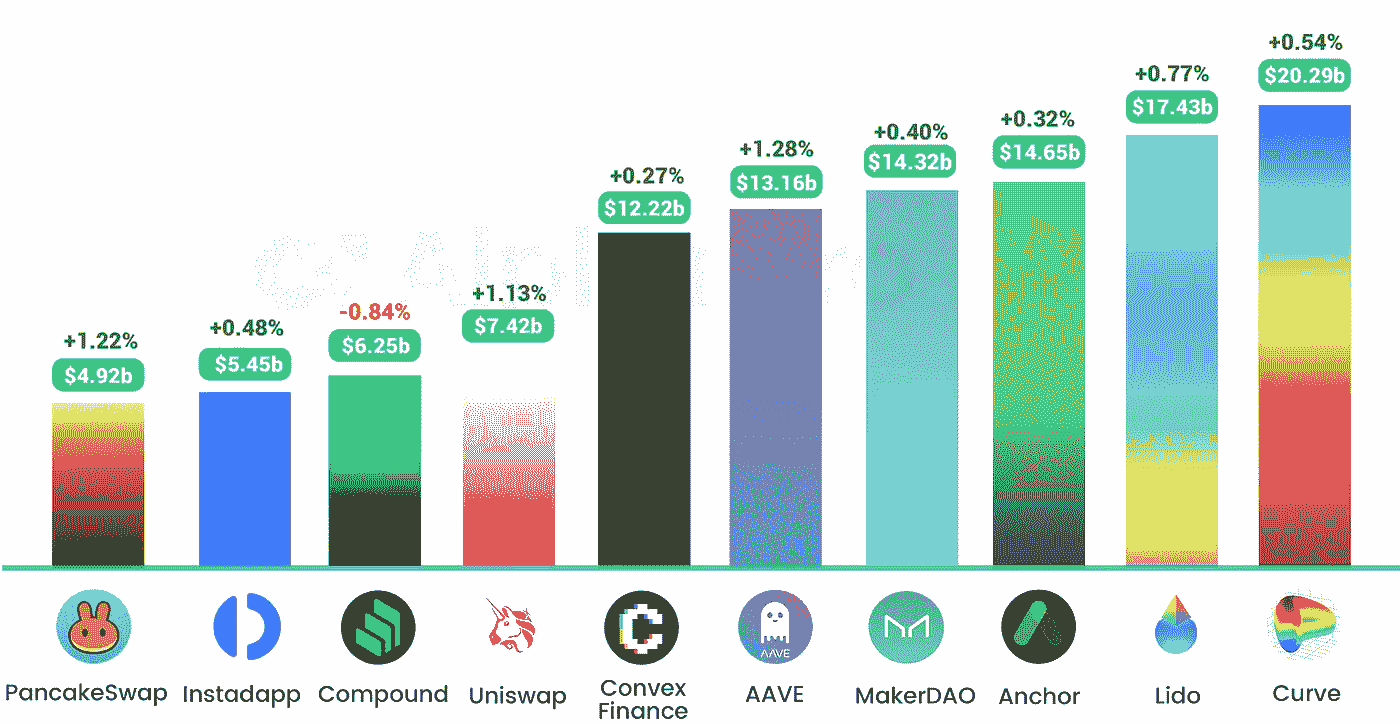 +1.22%
$4.92b
+0.48%
$5.45b
-0.84%
$6.25b
+1.13%
$7.42b
+0.27%
$12.22b
+1.28%
$13.16b
+0.40%
$14.32b
+0.32%
$14.65b
+0.77%
$17.43b
+0.54%
$20.29b
AAVE
PancakeSwap
Instadapp
Compound
Uniswap
Convex
Finance
AAVE
MakerDAO
Anchor
Lido
Curve